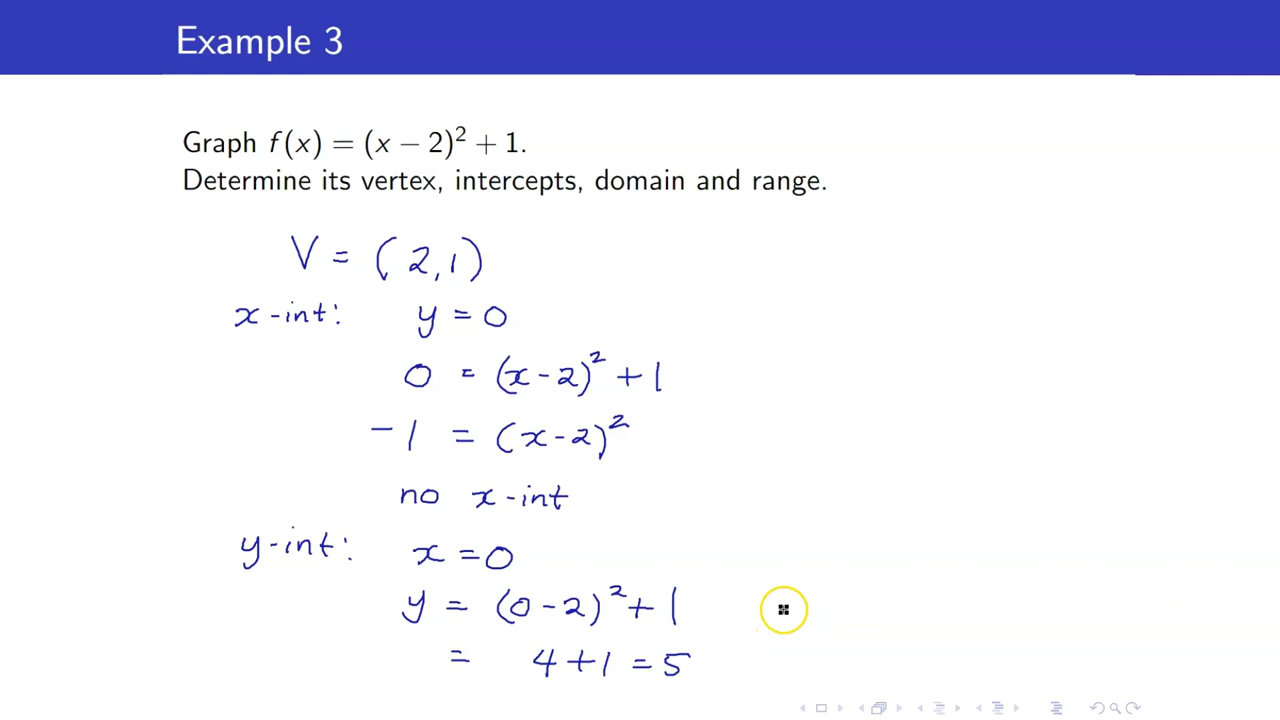 Example 3
Graph f(x) = (x − 2)² + 1.
Determine its vertex, intercepts, domain and range.
V = (2,1)
x-int: y = 0
0 = (x-2)² + 1
-1 = (x-2)²
no x-int
y-int: x = 0
y = (0-2)² + 1
= 4+1 = 5